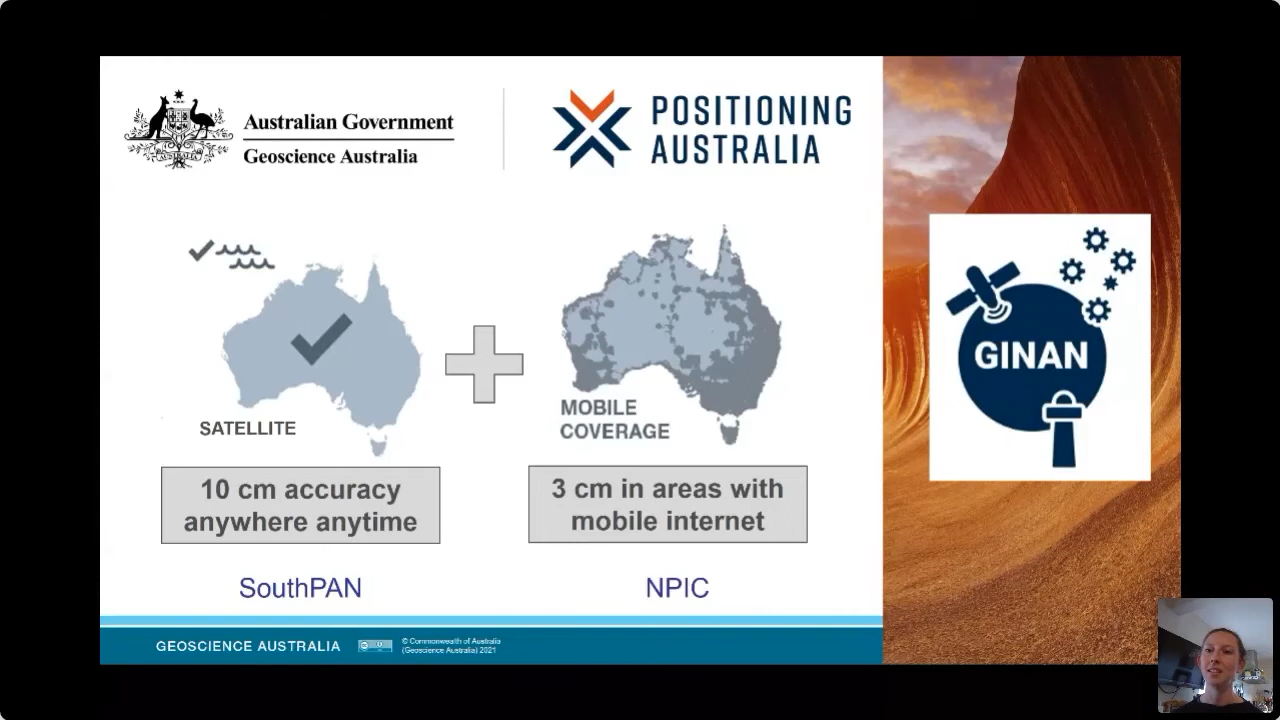 Australian Government
Geoscience Australia
POSITIONING
AUSTRALIA
SATELLITE
MOBILE
COVERAGE
10 cm accuracy
anywhere anytime
3 cm in areas with
mobile internet
SouthPAN
NPIC
GINAN
GEOSCIENCE AUSTRALIA
© Commonwealth of Australia
(Geoscience Australia) 2021